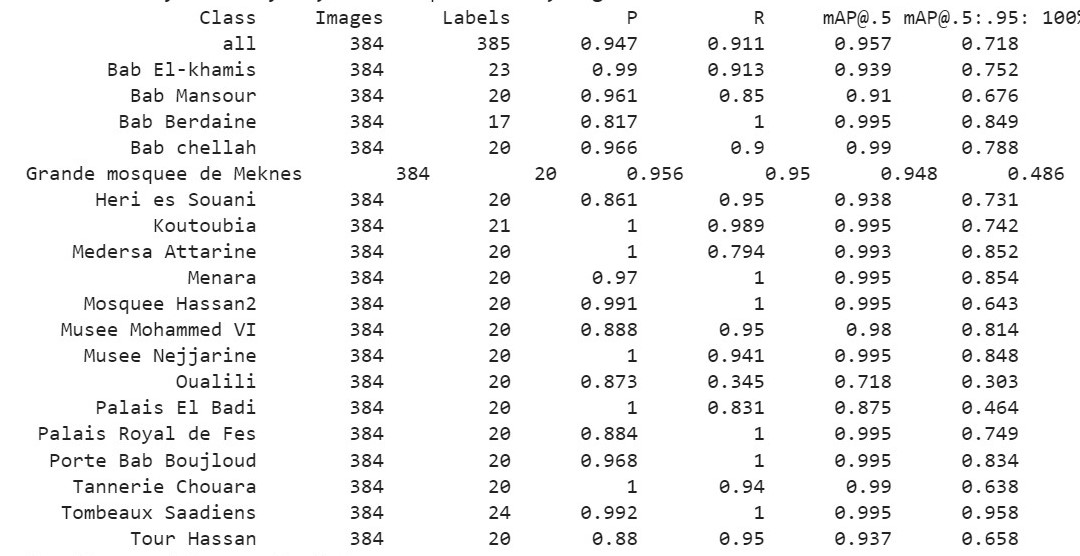 Class Images Labels P R mAP@.5 mAP@.5:.95: 100%
all 384 385 0.947 0.911 0.957 0.718
Bab El-khamis 384 23 0.99 0.913 0.939 0.752
Bab Mansour 384 20 0.961 0.85 0.91 0.676
Bab Berdaine 384 17 0.817 1 0.995 0.849
Bab chellah 384 20 0.966 0.9 0.99 0.788
Grande mosquee de Meknes 384 20 0.956 0.95 0.948 0.486
Heri es Souani 384 20 0.861 0.95 0.938 0.731
Koutoubia 384 21 1 0.989 0.995 0.742
Medersa Attarine 384 20 1 0.794 0.993 0.852
Menara 384 20 0.97 1 0.995 0.854
Mosquee Hassan2 384 20 0.991 1 0.995 0.643
Musee Mohammed VI 384 20 0.888 0.95 0.98 0.814
Musee Nejjarine 384 20 1 0.941 0.995 0.848
Oualili 384 20 0.873 0.345 0.718 0.303
Palais El Badi 384 20 1 0.831 0.875 0.464
Palais Royal de Fes 384 20 0.884 1 0.995 0.749
Porte Bab Boujloud 384 20 0.968 1 0.995 0.834
Tannerie Chouara 384 20 1 0.94 0.99 0.638
Tombeaux Saadiens 384 24 0.992 1 0.995 0.958
Tour Hassan 384 20 0.88 0.95 0.937 0.658